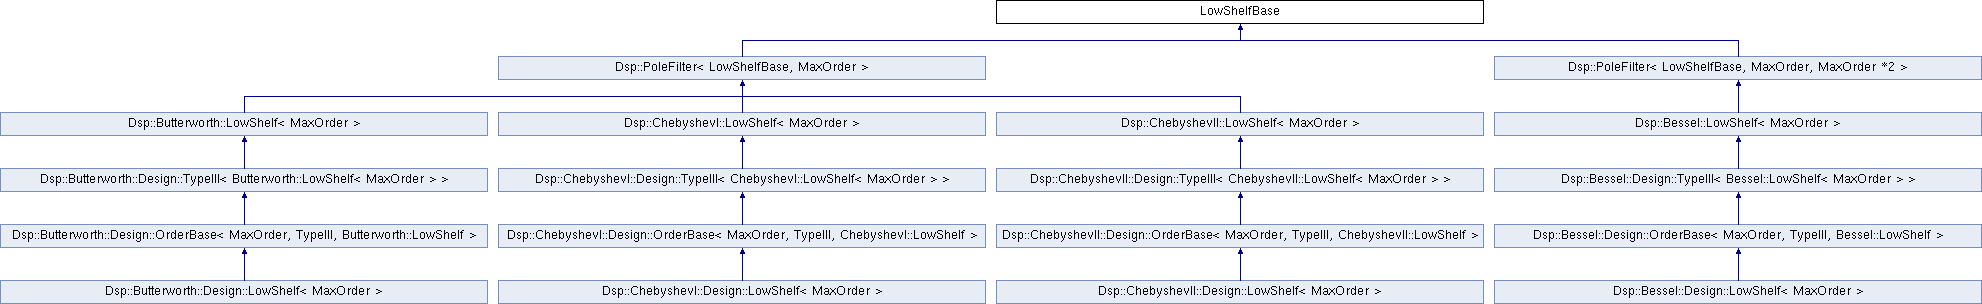 LowShelfBase
Dsp::PoleFilter< LowShelfBase, MaxOrder >
Dsp::PoleFilter< LowShelfBase, MaxOrder, MaxOrder *2 >
Dsp::Butterworth::LowShelf< MaxOrder >
Dsp::ChebyshevI::LowShelf< MaxOrder >
Dsp::ChebyshevII::LowShelf< MaxOrder >
Dsp::Bessel::LowShelf< MaxOrder >
Dsp::Butterworth::Design::TypeIII< Butterworth::LowShelf< MaxOrder > >
Dsp::ChebyshevI::Design::TypeIII< ChebyshevI::LowShelf< MaxOrder > >
Dsp::ChebyshevII::Design::TypeIII< ChebyshevII::LowShelf< MaxOrder > >
Dsp::Bessel::Design::TypeIII< Bessel::LowShelf< MaxOrder > >
Dsp::Butterworth::Design::OrderBase< MaxOrder, TypeIII, Butterworth::LowShelf >
Dsp::ChebyshevI::Design::OrderBase< MaxOrder, TypeIII, ChebyshevI::LowShelf >
Dsp::ChebyshevII::Design::OrderBase< MaxOrder, TypeIII, ChebyshevII::LowShelf >
Dsp::Bessel::Design::OrderBase< MaxOrder, TypeIII, Bessel::LowShelf >
Dsp::Butterworth::Design::LowShelf< MaxOrder >
Dsp::ChebyshevI::Design::LowShelf< MaxOrder >
Dsp::ChebyshevII::Design::LowShelf< MaxOrder >
Dsp::Bessel::Design::LowShelf< MaxOrder >